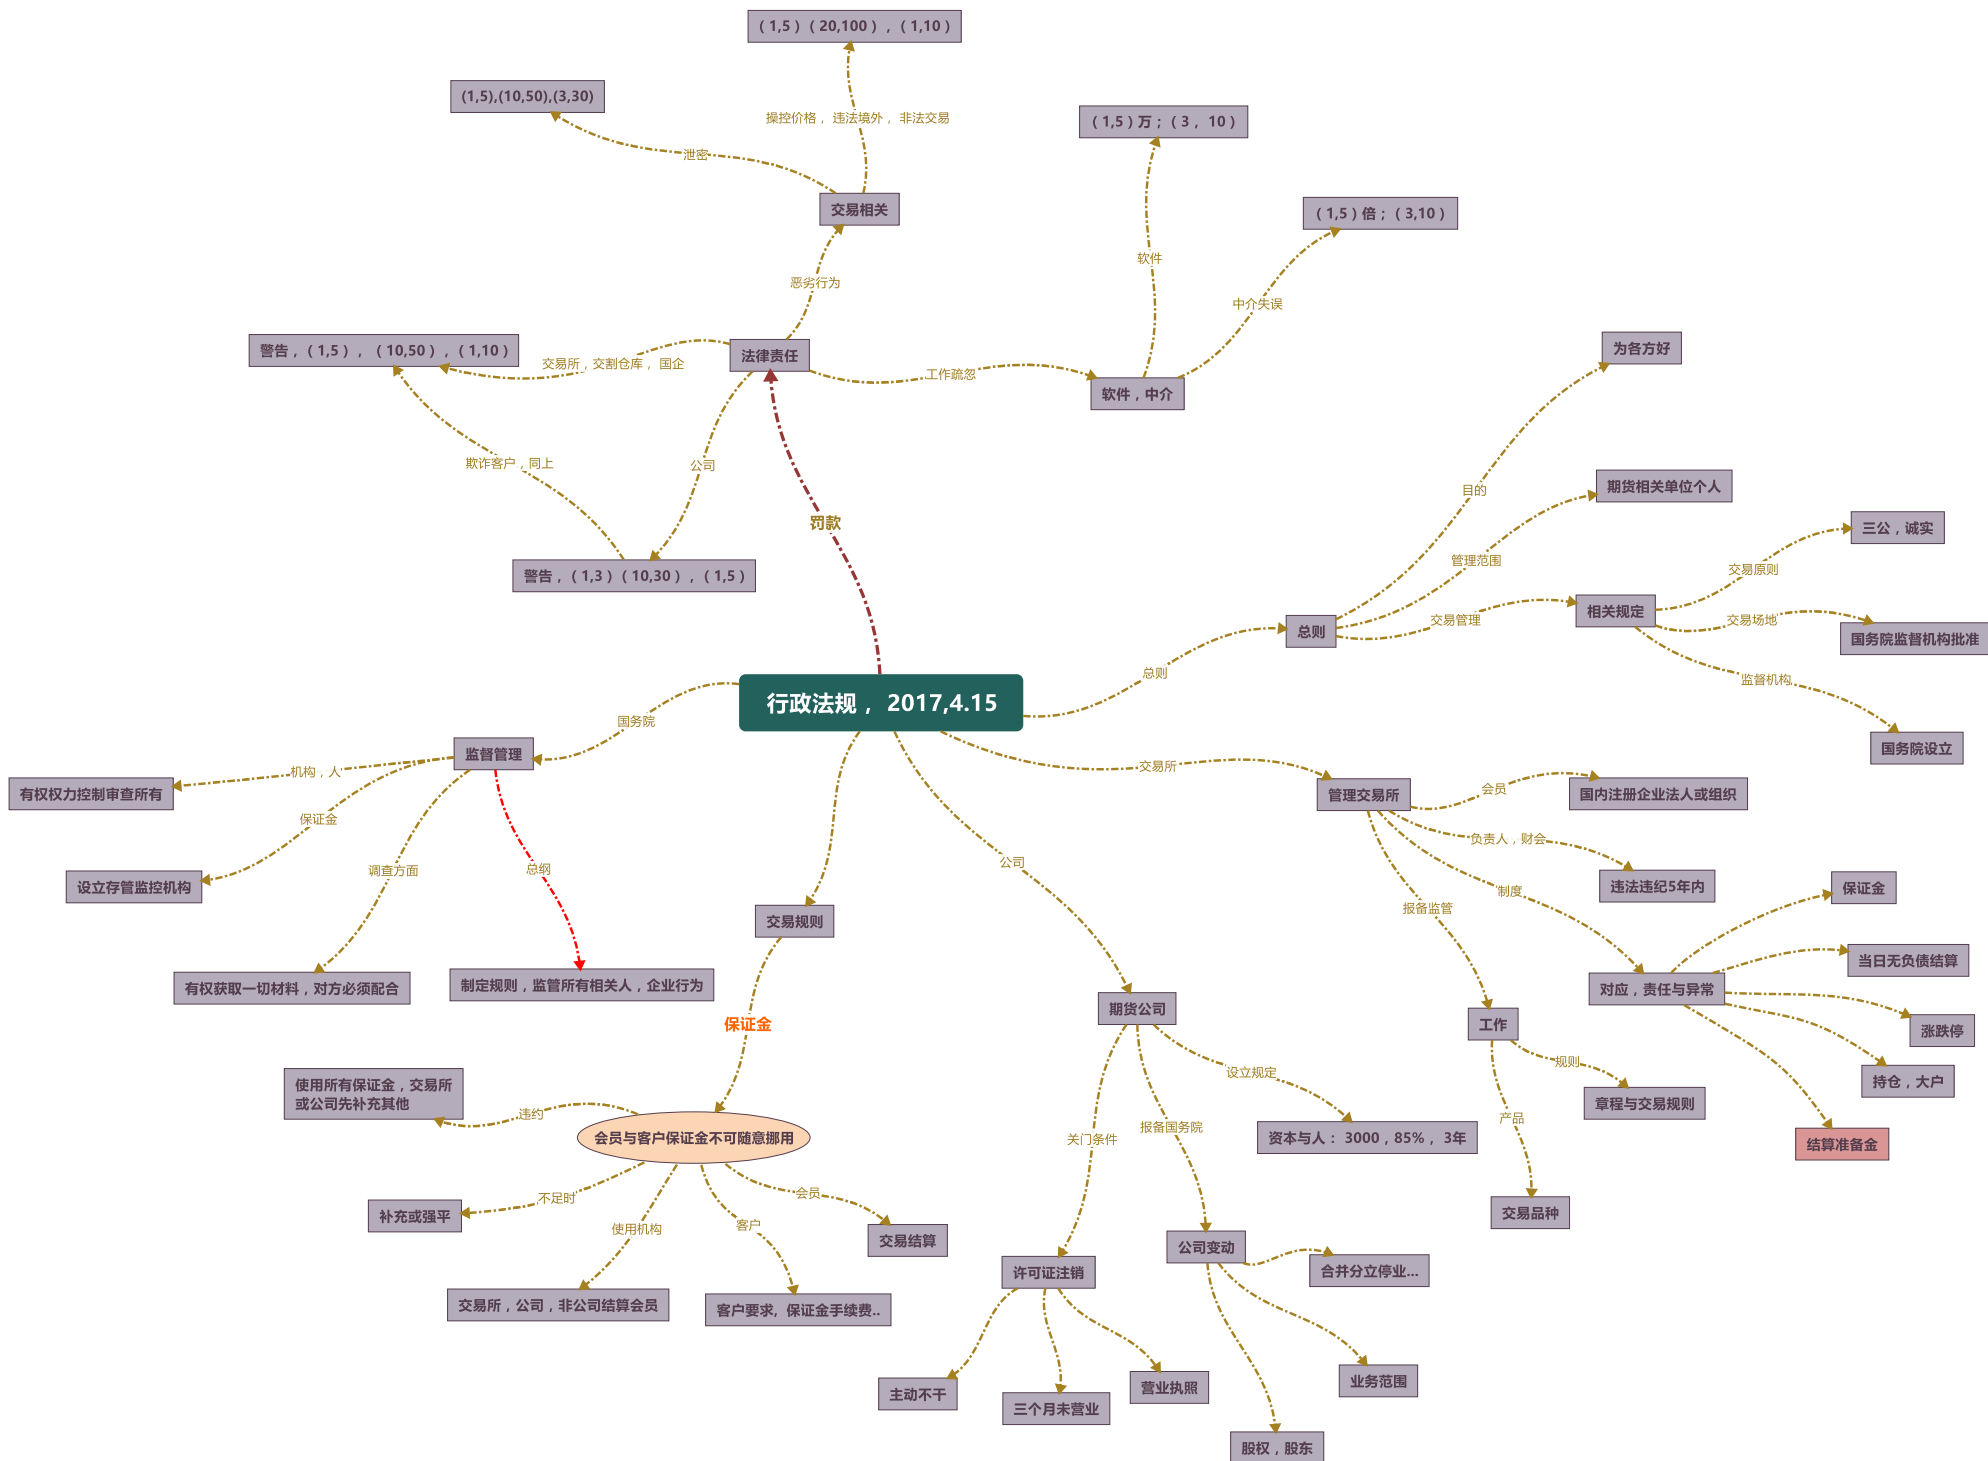 （1,5）（20,100），（1,10）
(1,5),(10,50),(3,30)
操控价格， 违法境外， 非法交易
（1,5）万；（3， 10）
泄密
交易相关
（1,5）倍；（3,10）
软件
恶劣行为
中介失误
警告，（1,5）， （10,50），（1,10）
交易所，交割仓库， 国企
法律责任
工作疏忽
软件，中介
为各方好
欺诈客户，同上
公司
目的
期货相关单位个人
罚款
三公，诚实
警告，（1,3）（10,30），（1,5）
管理范围
交易原则
总则
交易管理
相关规定
交易场地
国务院监督机构批准
总则
监督机构
行政法规， 2017,4.15
国务院
国务院设立
监督管理
机构，人
有权权力控制审查所有
交易所
管理交易所
会员
国内注册企业法人或组织
保证金
负责人，财会
总纲
调查方面
公司
设立存管监控机构
违法违纪5年内
制度
保证金
报备监管
交易规则
当日无负债结算
有权获取一切材料，对方必须配合
制定规则，监管所有相关人，企业行为
对应，责任与异常
期货公司
保证金
工作
涨跌停
规则
设立规定
持仓，大户
使用所有保证金，交易所
或公司先补充其他
违约
章程与交易规则
产品
会员与客户保证金不可随意挪用
关门条件
报备国务院
资本与人： 3000，85%， 3年
结算准备金
不足时
会员
补充或强平
使用机构
客户
交易结算
交易品种
公司变动
许可证注销
合并分立停业...
交易所，公司，非公司结算会员
客户要求，保证金手续费..
主动不干
三个月未营业
营业执照
业务范围
股权，股东